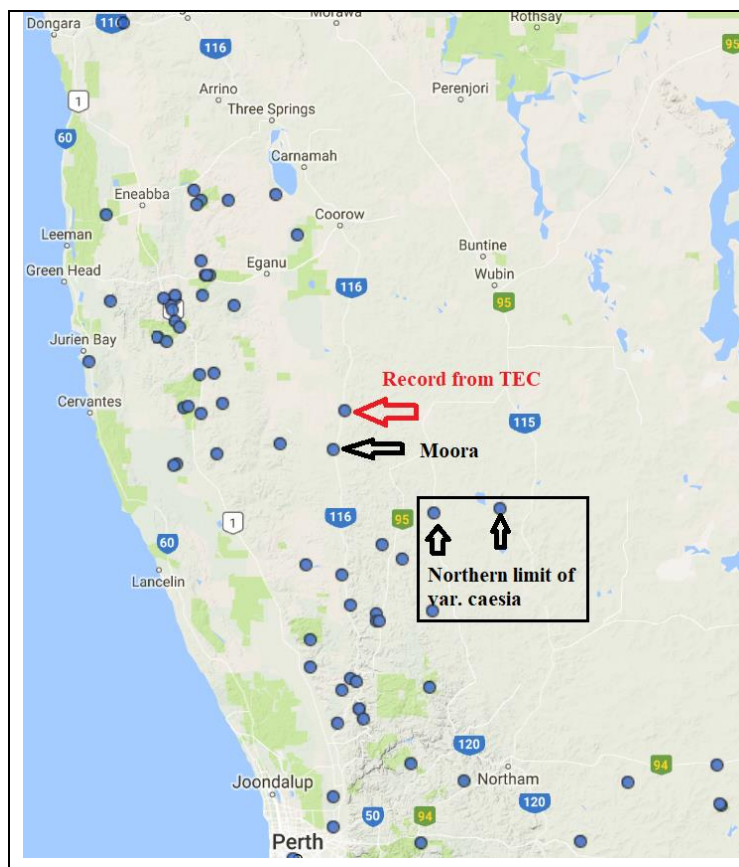 Dongara
116
Morawa
Rothsay
116
95
Arrino
Perenjori
1
Three Springs
60
Carnamah
Eneabba
Coorow
Leeman
Buntine
Green Head
Eganu
Wubin
116
95
Jurien Bay
Record from TEC
Cervantes
115
Moora
116
95
1
60
Northern limit of
var. caesia
Lancelin
120
94
Northam
Joondalup
120
50
94
Perth